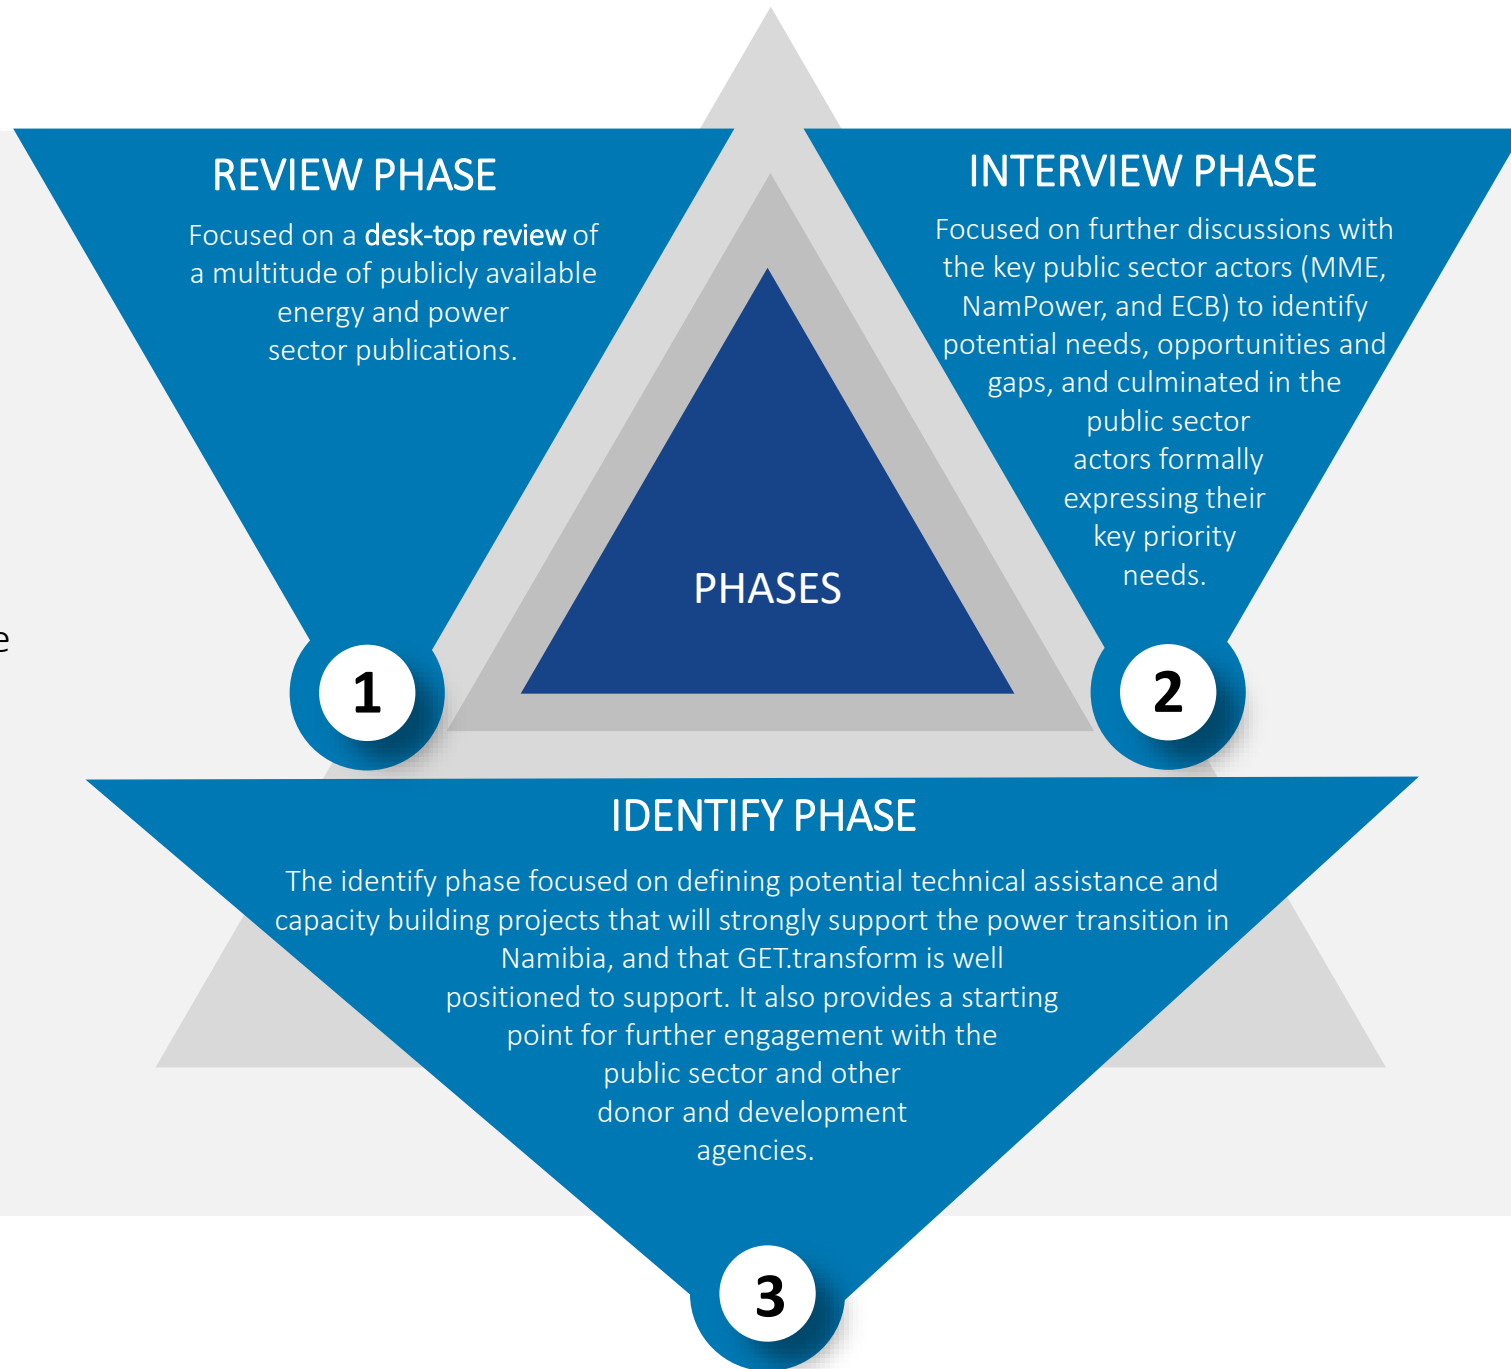 REVIEW PHASE
Focused on a desk-top review of
a multitude of publicly available
energy and power
sector publications.
1
INTERVIEW PHASE
Focused on further discussions with
the key public sector actors (MME,
NamPower, and ECB) to identify
potential needs, opportunities and
gaps, and culminated in the
public sector
actors formally
expressing their
key priority
needs.
2
PHASES
e
IDENTIFY PHASE
The identify phase focused on defining potential technical assistance and
capacity building projects that will strongly support the power transition in
Namibia, and that GET.transform is well
positioned to support. It also provides a starting
point for further engagement with the
public sector and other
donor and development
agencies.
3